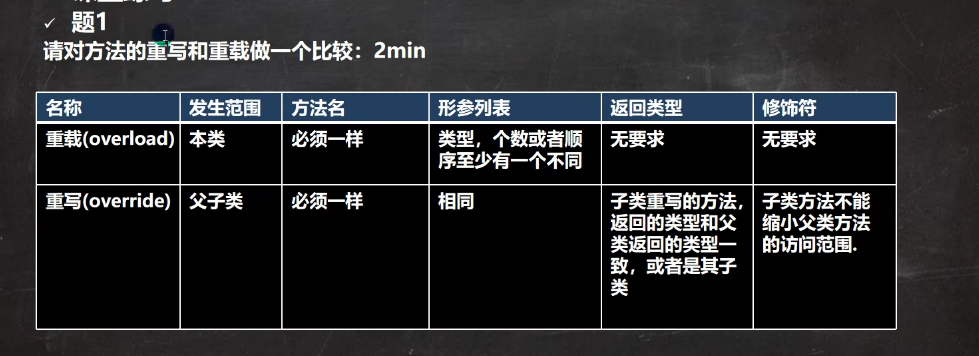 ✓ 题1
请对方法的重写和重载做一个比较：2min
名称 发生范围 方法名 形参列表 返回类型 修饰符
重载(overload) 本类 必须一样 类型，个数或者顺 无要求 无要求
序至少有一个不同
重写(override) 父子类 必须一样 相同 子类重写的方法， 子类方法不能
返回的类型和父 缩小父类方法
类返回的类型一 的访问范围.
致，或者是其子
类